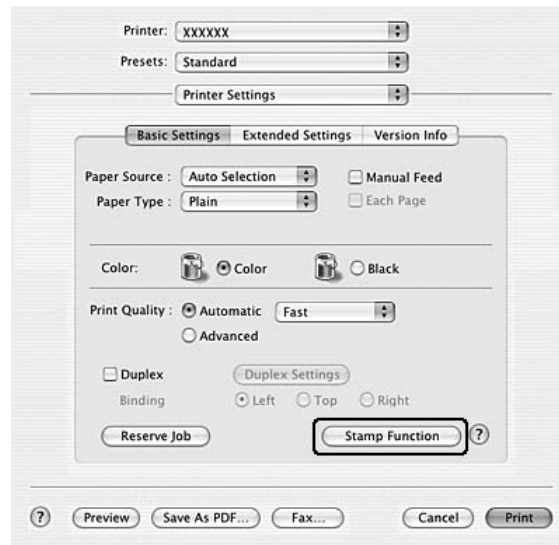 Printer: XXXXXX
Presets: Standard
Printer Settings
Basic Settings Extended Settings Version Info
Paper Source : Auto Selection Manual Feed
Paper Type : Plain Each Page
Color: Color Black
Print Quality : Automatic Fast
Advanced
Duplex Duplex Settings
Binding Left Top Right
Reserve Job Stamp Function ?
? Preview Save As PDF... Fax... Cancel Print